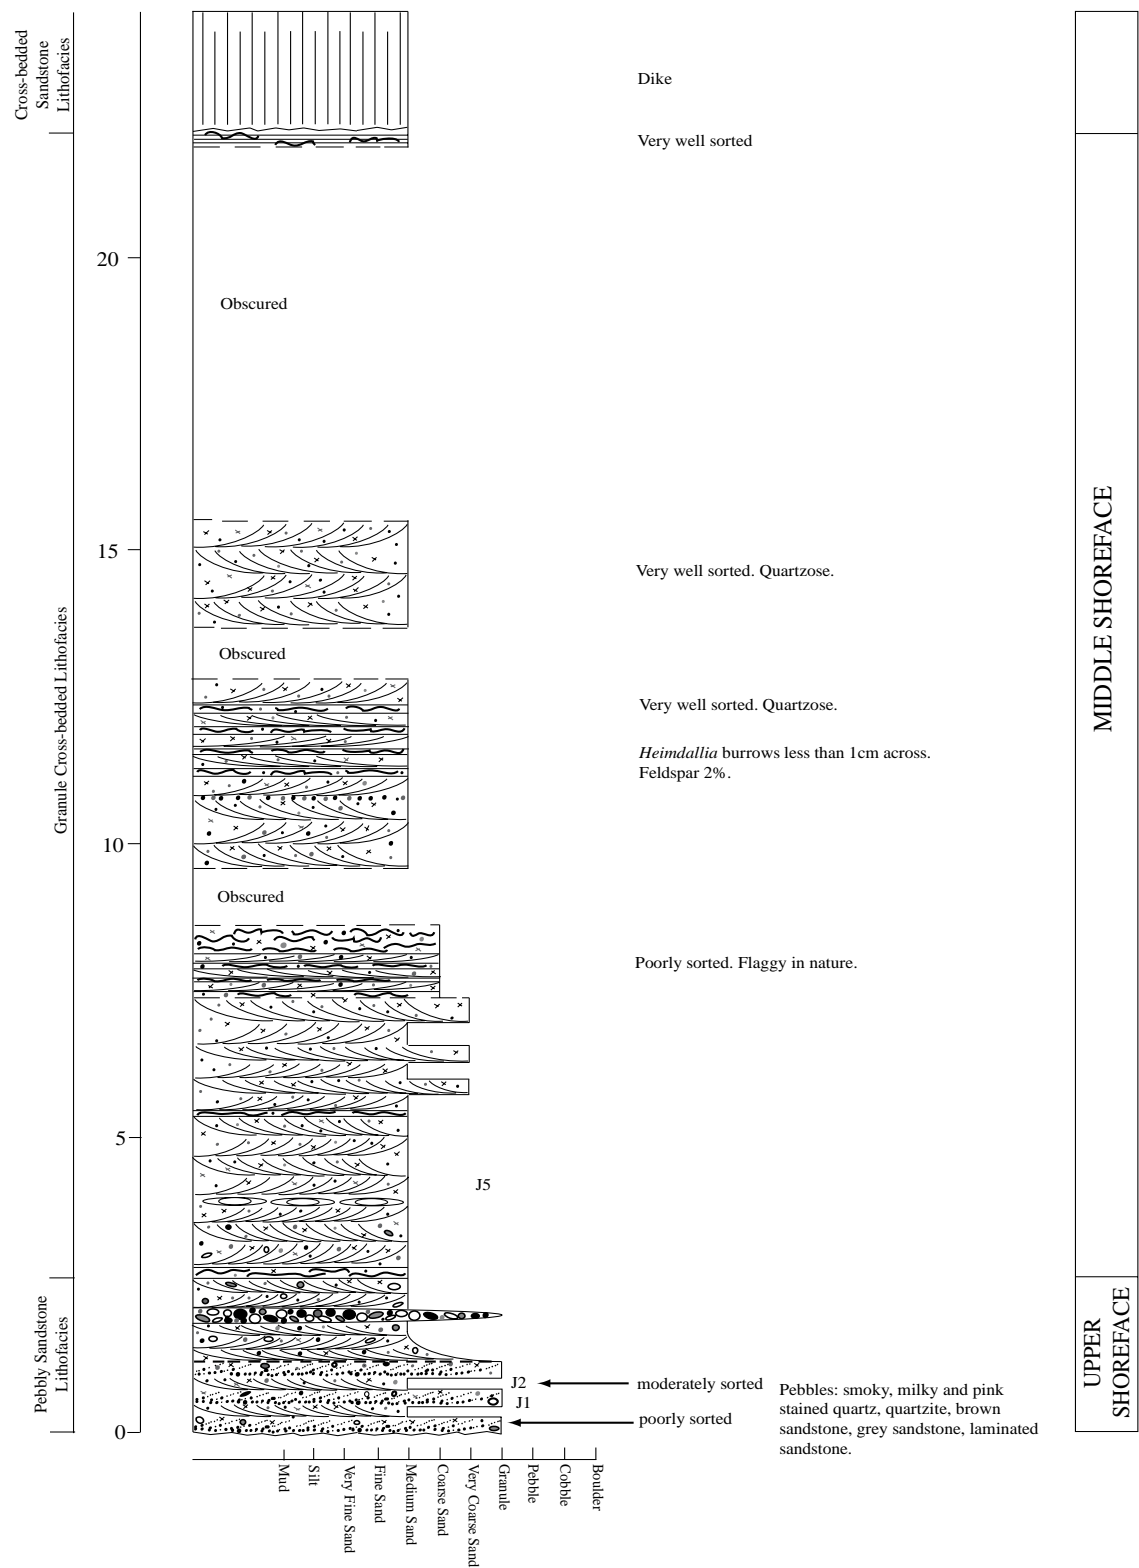 Cross-bedded
Sandstone
Lithofacies
Dike
Very well sorted
20
Obscured
15
Very well sorted. Quartzose.
Obscured
Granule Cross-bedded Lithofacies
MIDDLE SHOREFACE
Very well sorted. Quartzose.
Heimdallia burrows less than 1cm across.
Feldspar 2%.
10
Obscured
Poorly sorted. Flaggy in nature.
5
J5
Pebbly Sandstone
Lithofacies
UPPER
SHOREFACE
J2
moderately sorted
J1
poorly sorted
Pebbles: smoky, milky and pink
stained quartz, quartzite, brown
sandstone, grey sandstone, laminated
sandstone.
0
Mud
Silt
Very Fine Sand
Fine Sand
Medium Sand
Coarse Sand
Very Coarse Sand
Granule
Pebble
Cobble
Boulder